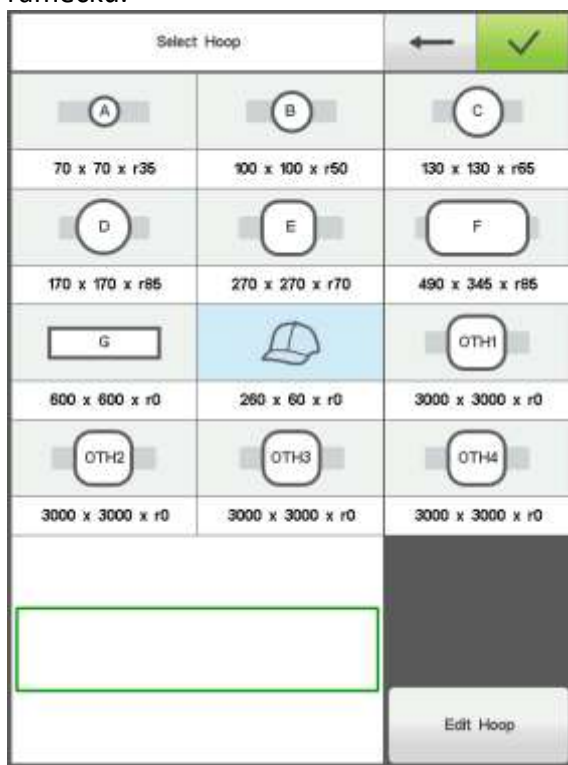 rámečku.
Select Hoop
A
B
C
70 x 70 x r35
100 x 100 x r50
130 x 130 x r65
D
E
F
170 x 170 x r85
270 x 270 x r70
490 x 345 x r85
G
OTH1
600 x 600 x r0
260 x 60 x r0
3000 x 3000 x r0
OTH2
OTH3
OTH4
3000 x 3000 x r0
3000 x 3000 x r0
3000 x 3000 x r0
Edit Hoop